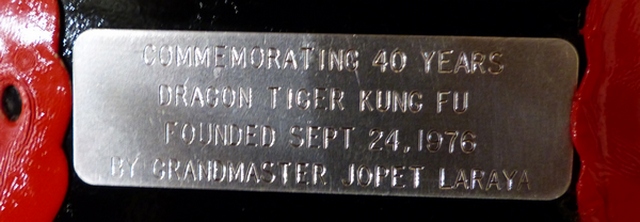 COMMEMORATING 40 YEARS
DRAGON TIGER KUNG FU
FOUNDED SEPT 24,1976
BY GRANDMASTER JOPET LARAYA